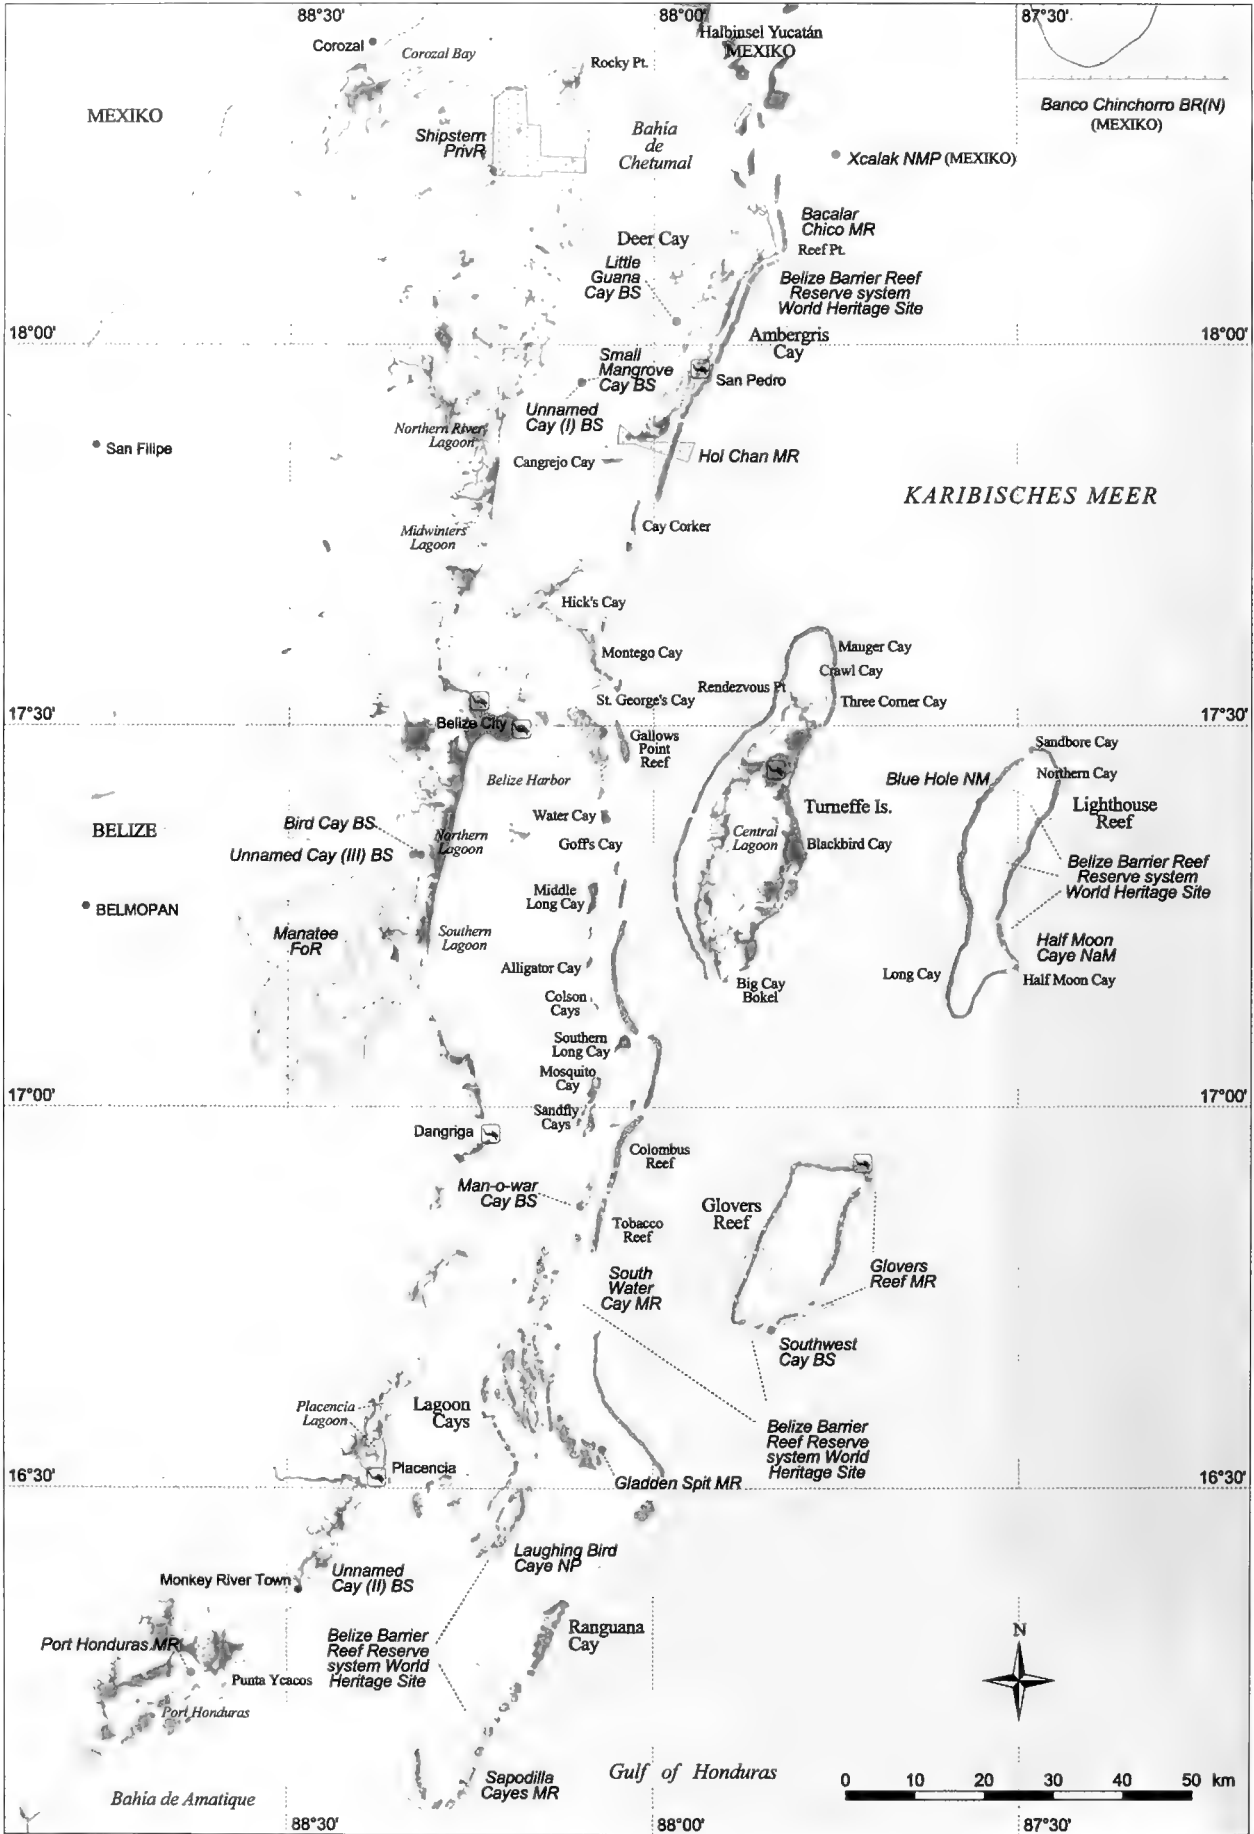 88°30'
88°00'
87°30'
Corozal
Corozal Bay
Halbinsel Yucatán
MEXIKO
Rocky Pt.
Banco Chinchorro BR(N)
(MEXIKO)
MEXIKO
Shipstern
PrivR
Bahía
de
Chetumal
Xcalak NMP (MEXIKO)
Bacalar
Chico MR
Reef Pt.
Deer Cay
Little
Guana
Cay BS
Belize Barrier Reef
Reserve system
World Heritage Site
18°00'
18°00'
Ambergris
Cay
Small
Mangrove
Cay BS
San Pedro
Unnamed
Cay (I) BS
Northern River
Lagoon
San Filipe
Cangrejo Cay
Hol Chan MR
KARIBISCHES MEER
Midwinters
Lagoon
Cay Corker
Hick's Cay
Montego Cay
Mauger Cay
Crawl Cay
Rendezvous Pt
St. George's Cay
Three Corner Cay
17°30'
17°30'
Belize City
Gallows
Point
Reef
Sandbore Cay
Belize Harbor
Blue Hole NM
Northern Cay
Turneffe Is.
Lighthouse
Reef
Water Cay
BELIZE
Bird Cay BS
Northern
Lagoon
Goff's Cay
Central
Lagoon
Blackbird Cay
Unnamed Cay (III) BS
Belize Barrier Reef
Reserve system
World Heritage Site
Middle
Long Cay
BELMOPAN
Manatee
FoR
Southern
Lagoon
Half Moon
Caye NaM
Alligator Cay
Long Cay
Half Moon Cay
Big Cay
Bokel
Colson
Cays
Southern
Long Cay
Mosquito
Cay
17°00'
17°00'
Sandfly
Cays
Dangriga
Colombus
Reef
Man-o-war
Cay BS
Glovers
Reef
Tobacco
Reef
South
Water
Cay MR
Glovers
Reef MR
Southwest
Cay BS
Placencia
Lagoon
Lagoon
Cays
Belize Barrier
Reef Reserve
system World
Heritage Site
Placencia
16°30'
16°30'
Gladden Spit MR
Laughing Bird
Caye NP
Unnamed
Cay (II) BS
Monkey River Town
Ranguana
Cay
N
Port Honduras MR
Belize Barrier
Reef Reserve
system World
Heritage Site
Punta Ycacos
Port Honduras
Gulf of Honduras
Sapodilla
Cayes MR
Bahía de Amatique
0 10 20 30 40 50 km
88°30'
88°00'
87°30'